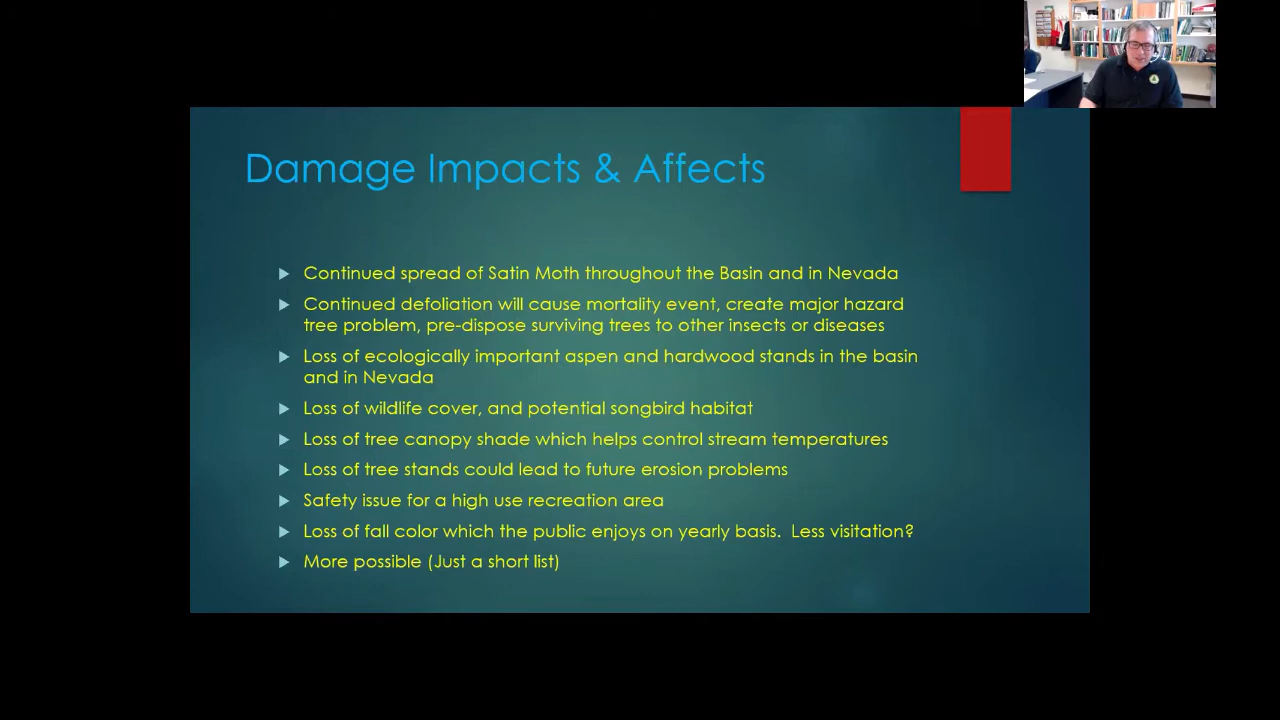 Damage Impacts & Affects
Continued spread of Satin Moth throughout the Basin and in Nevada
Continued defoliation will cause mortality event, create major hazard
tree problem, pre-dispose surviving trees to other insects or diseases
Loss of ecologically important aspen and hardwood stands in the basin
and in Nevada
Loss of wildlife cover, and potential songbird habitat
Loss of tree canopy shade which helps control stream temperatures
Loss of tree stands could lead to future erosion problems
Safety issue for a high use recreation area
Loss of fall color which the public enjoys on yearly basis.  Less visitation?
More possible (Just a short list)